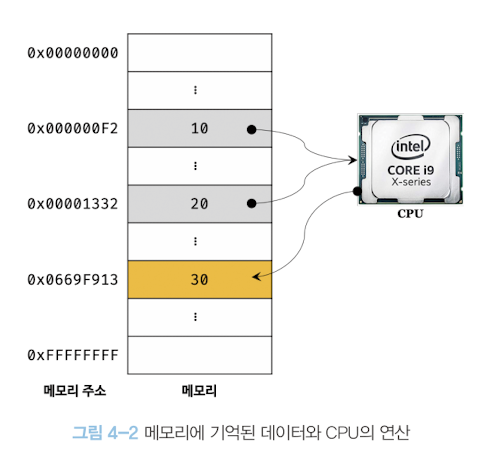 0x00000000
⋮
0x000000F2 10
⋮
0x00001332 20
⋮
0x0669F913 30
⋮
0xFFFFFFFF
메모리 주소 메모리
intel
CORE i9
X-series
CPU
그림 4-2 메모리에 기억된 데이터와 CPU의 연산